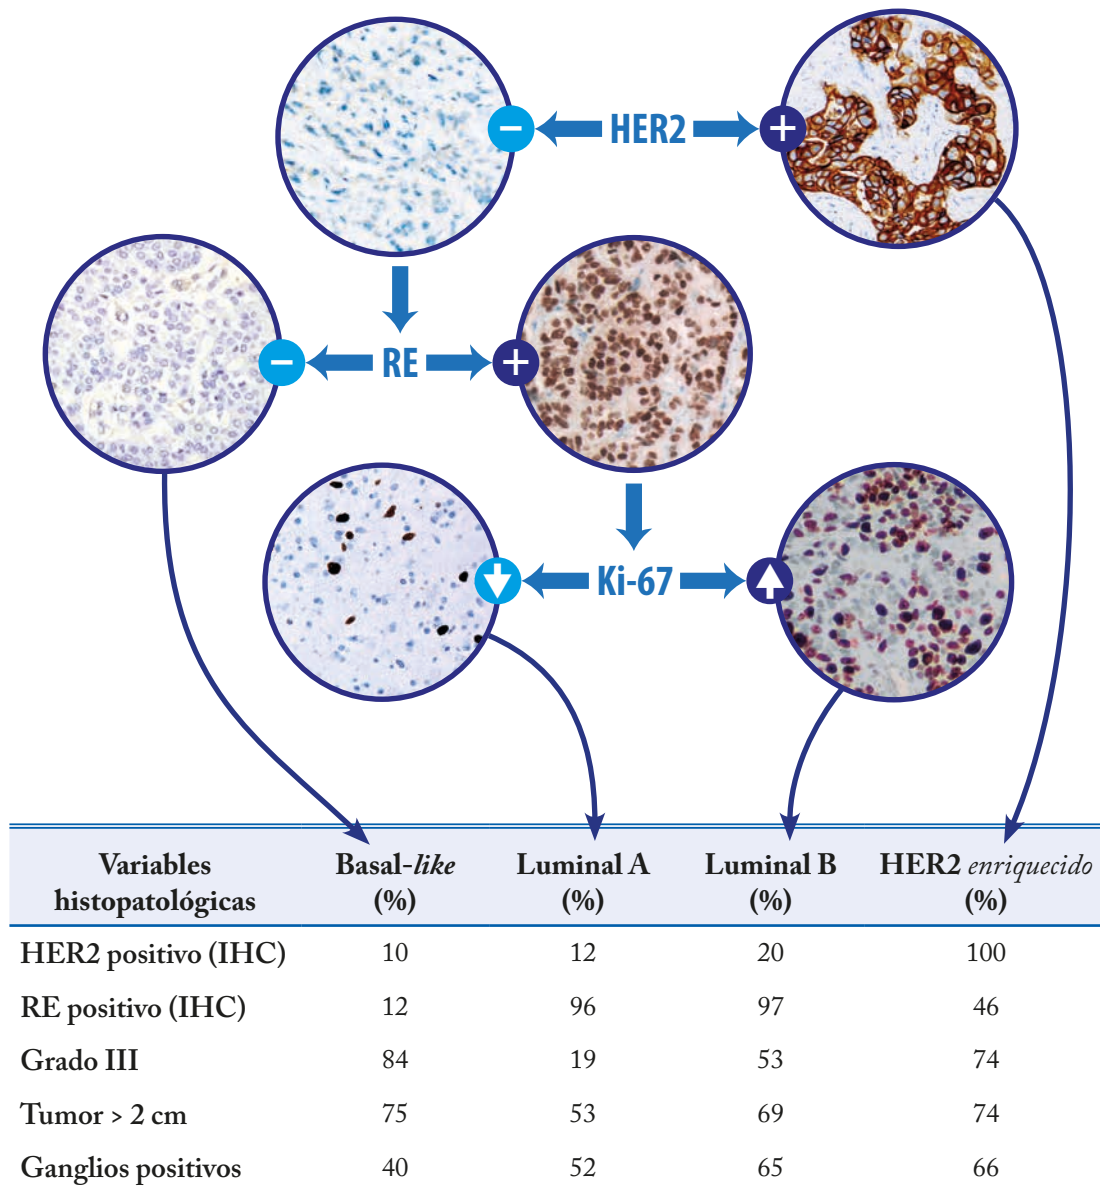 − HER2 +
− RE +
Ki-67
Variables histopatológicas Basal-like (%) Luminal A (%) Luminal B (%) HER2 enriquecido (%)
HER2 positivo (IHC) 10 12 20 100
RE positivo (IHC) 12 96 97 46
Grado III 84 19 53 74
Tumor > 2 cm 75 53 69 74
Ganglios positivos 40 52 65 66